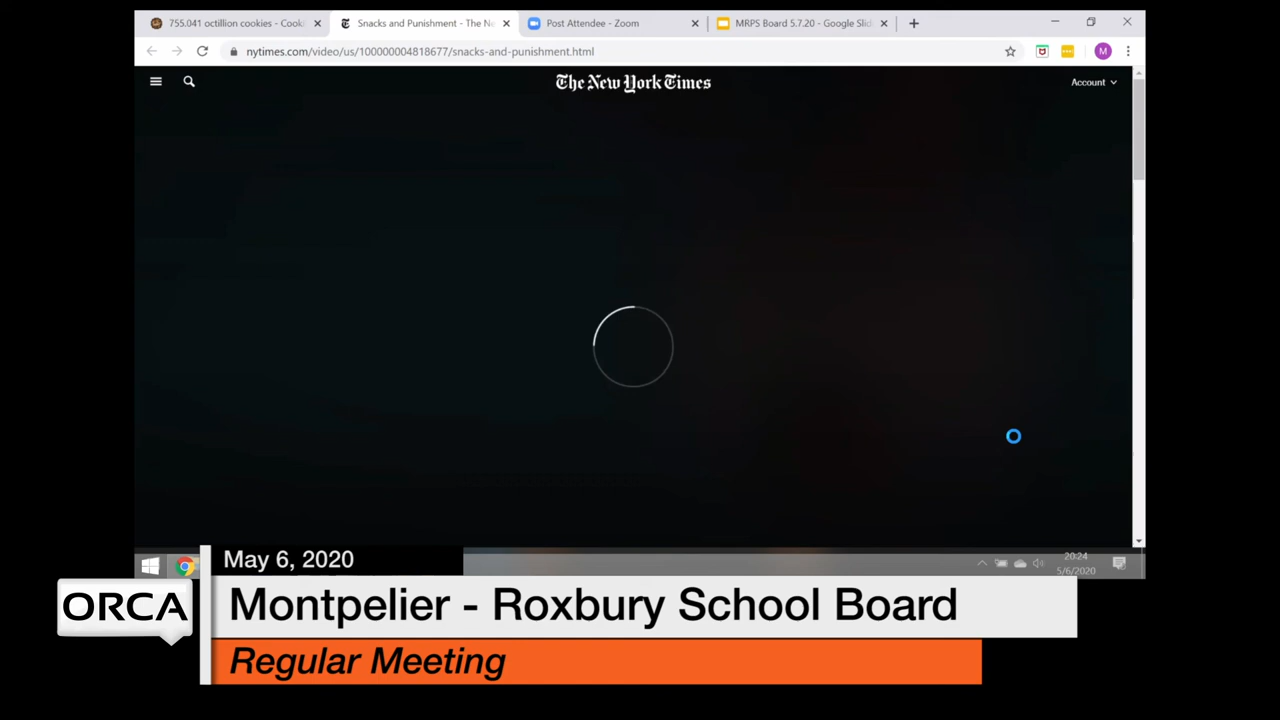 755.041 octillion cookies - Cooki
Snacks and Punishment - The Ne
Post Attendee - Zoom
MRPS Board 5.7.20 - Google Slid
nytimes.com/video/us/100000004818677/snacks-and-punishment.html
M
The New York Times
Account
20:24
5/6/2020
May 6, 2020
ORCA
Montpelier - Roxbury School Board
Regular Meeting